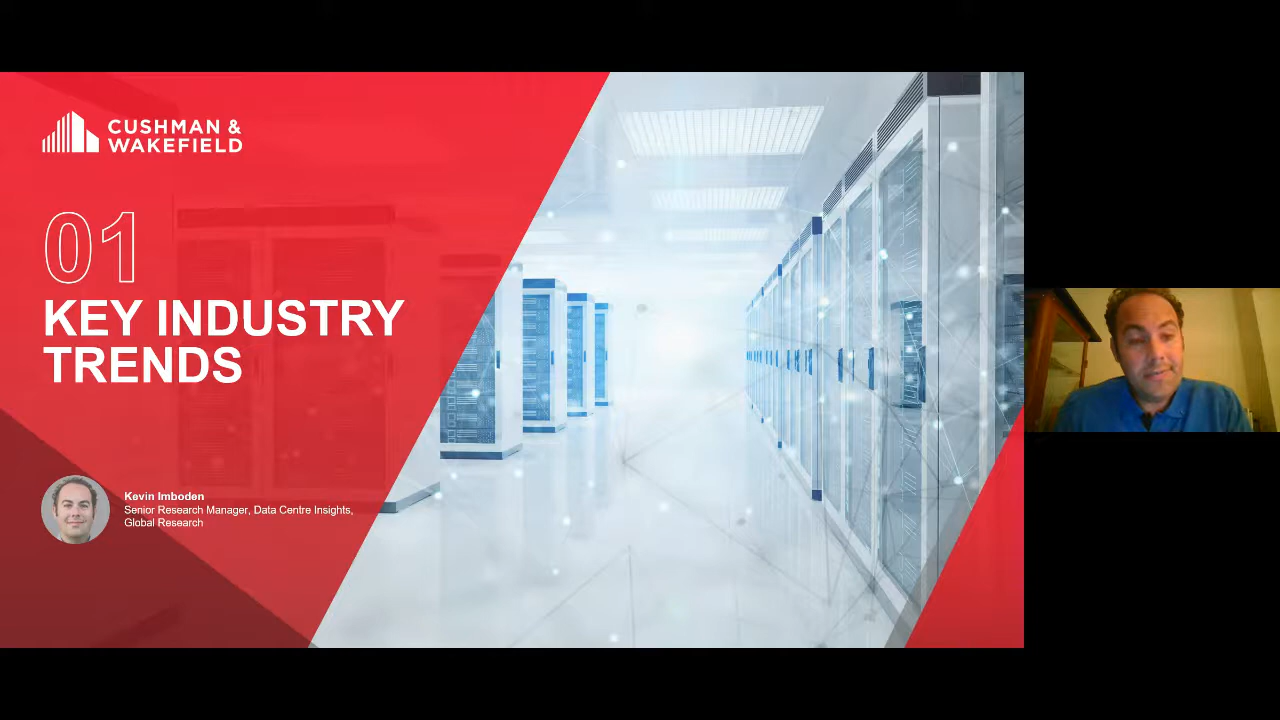 CUSHMAN &
WAKEFIELD
01
KEY INDUSTRY
TRENDS
Kevin Imboden
Senior Research Manager, Data Centre Insights,
Global Research